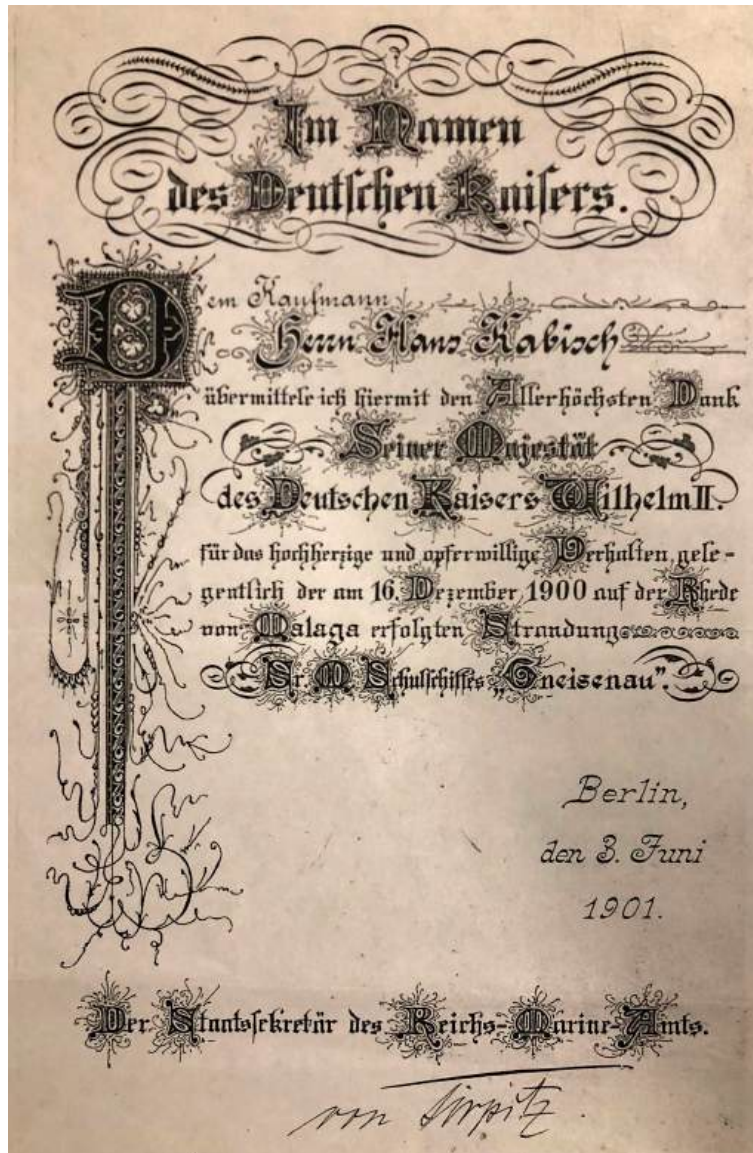 Im Namen
des Deutschen Kaisers.
Dem Kaufmann
Herrn Hans Kabisch
übermittele ich hiermit den Allerhöchsten Dank
Seiner Majestät
des Deutschen Kaisers Wilhelm II.
für das hochherzige und opferwillige Verhalten, gele-
gentlich der am 16. Dezember 1900 auf der Rhede
von Malaga erfolgten Strandung
Sr. M. Schulschiffes „Gneisenau".
Berlin,
den 3. Juni
1901.
Der Staatssekretär des Reichs-Marine-Amts.
von Tirpitz.